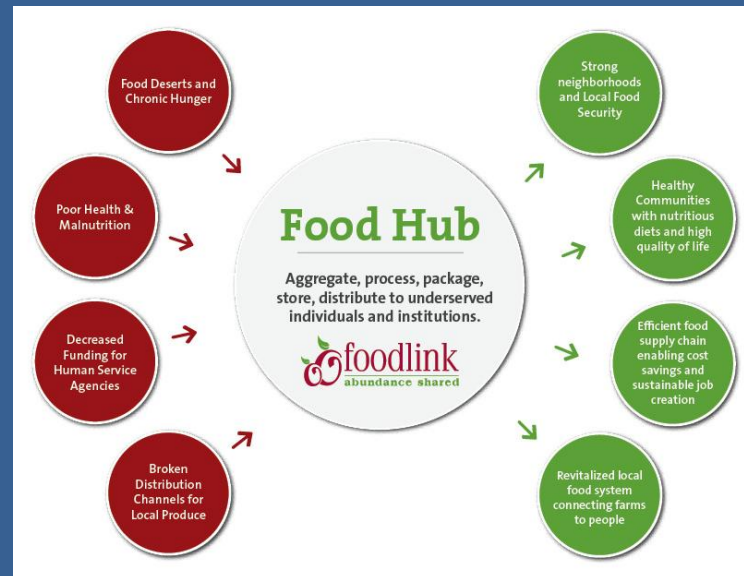 Food Deserts and
Chronic Hunger
Poor Health &
Malnutrition
Decreased
Funding for
Human Service
Agencies
Broken
Distribution
Channels for
Local Produce
Food Hub
Aggregate, process, package,
store, distribute to underserved
individuals and institutions.
foodlink
abundance shared
Strong
neighborhoods
and Local Food
Security
Healthy
Communities
with nutritious
diets and high
quality of life
Efficient food
supply chain
enabling cost
savings and
sustainable job
creation
Revitalized local
food system
connecting farms
to people